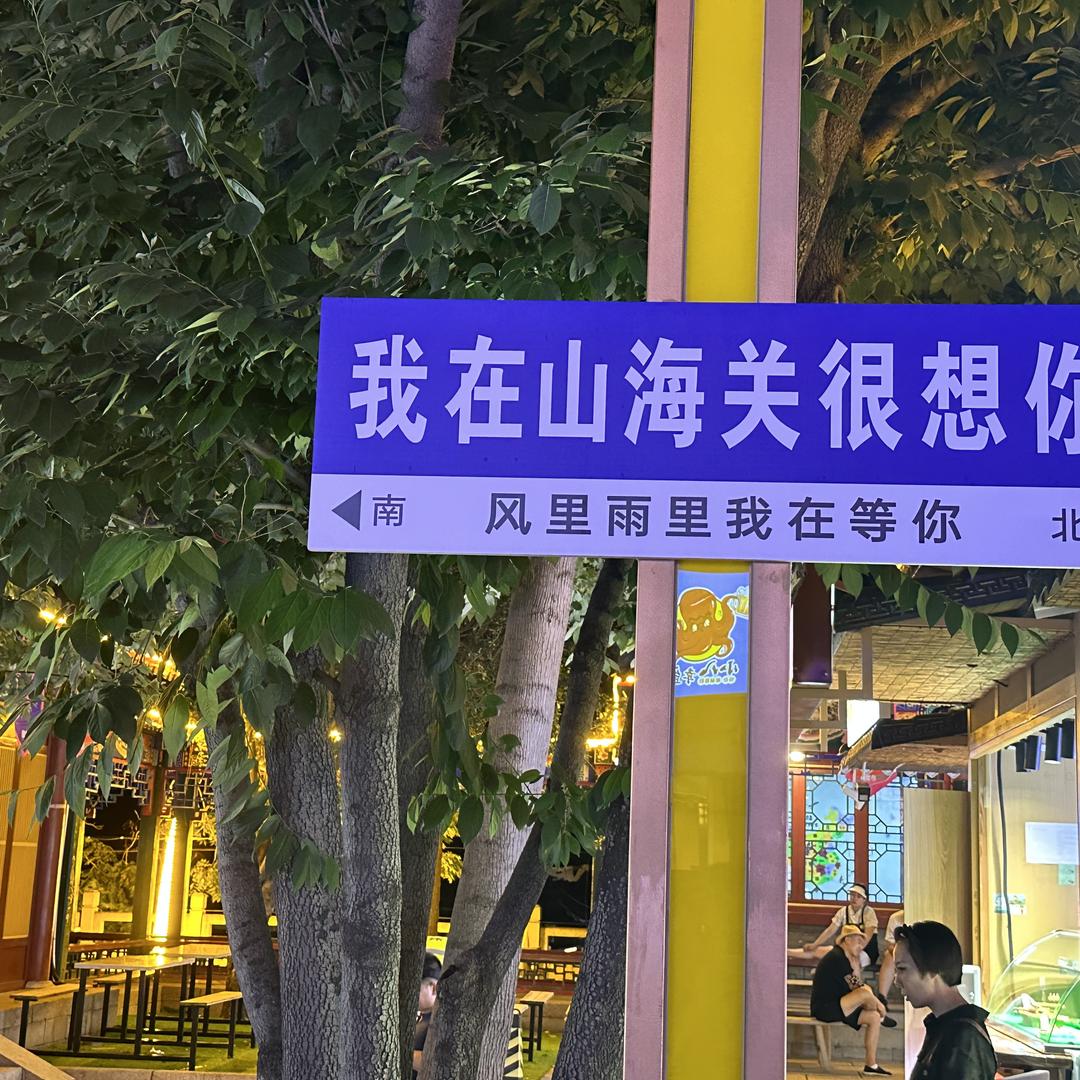 我在山海关很想你
南 风里雨里我在等你 北